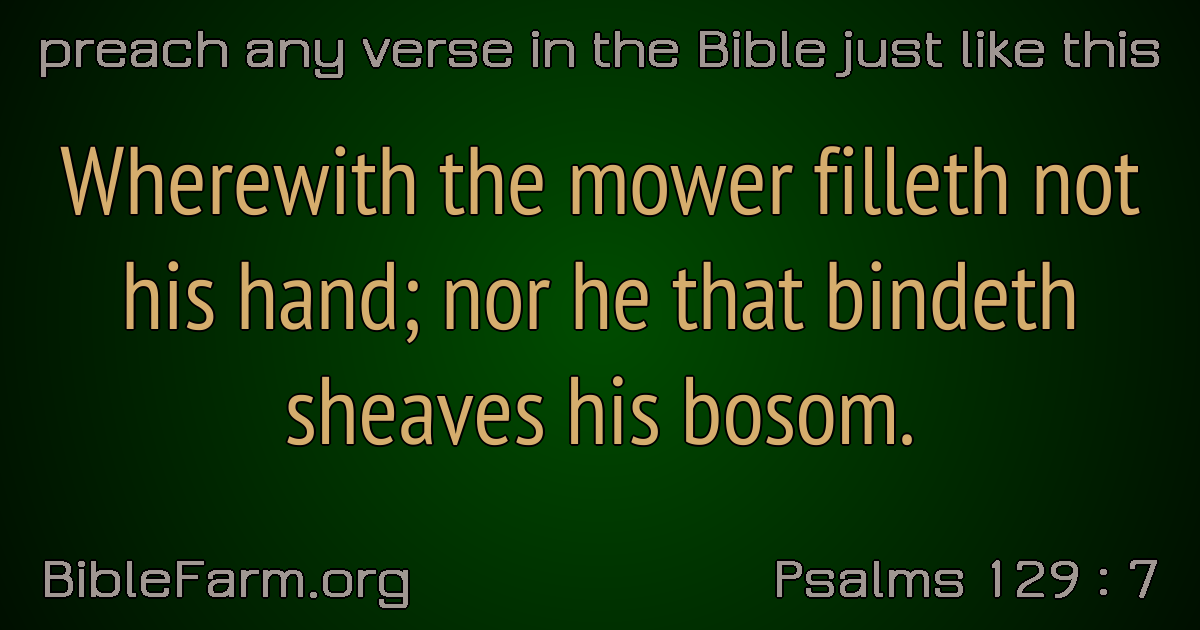 preach any verse in the Bible just like this
Wherewith the mower filleth not
his hand; nor he that bindeth
sheaves his bosom.
BibleFarm.org
Psalms 129 : 7